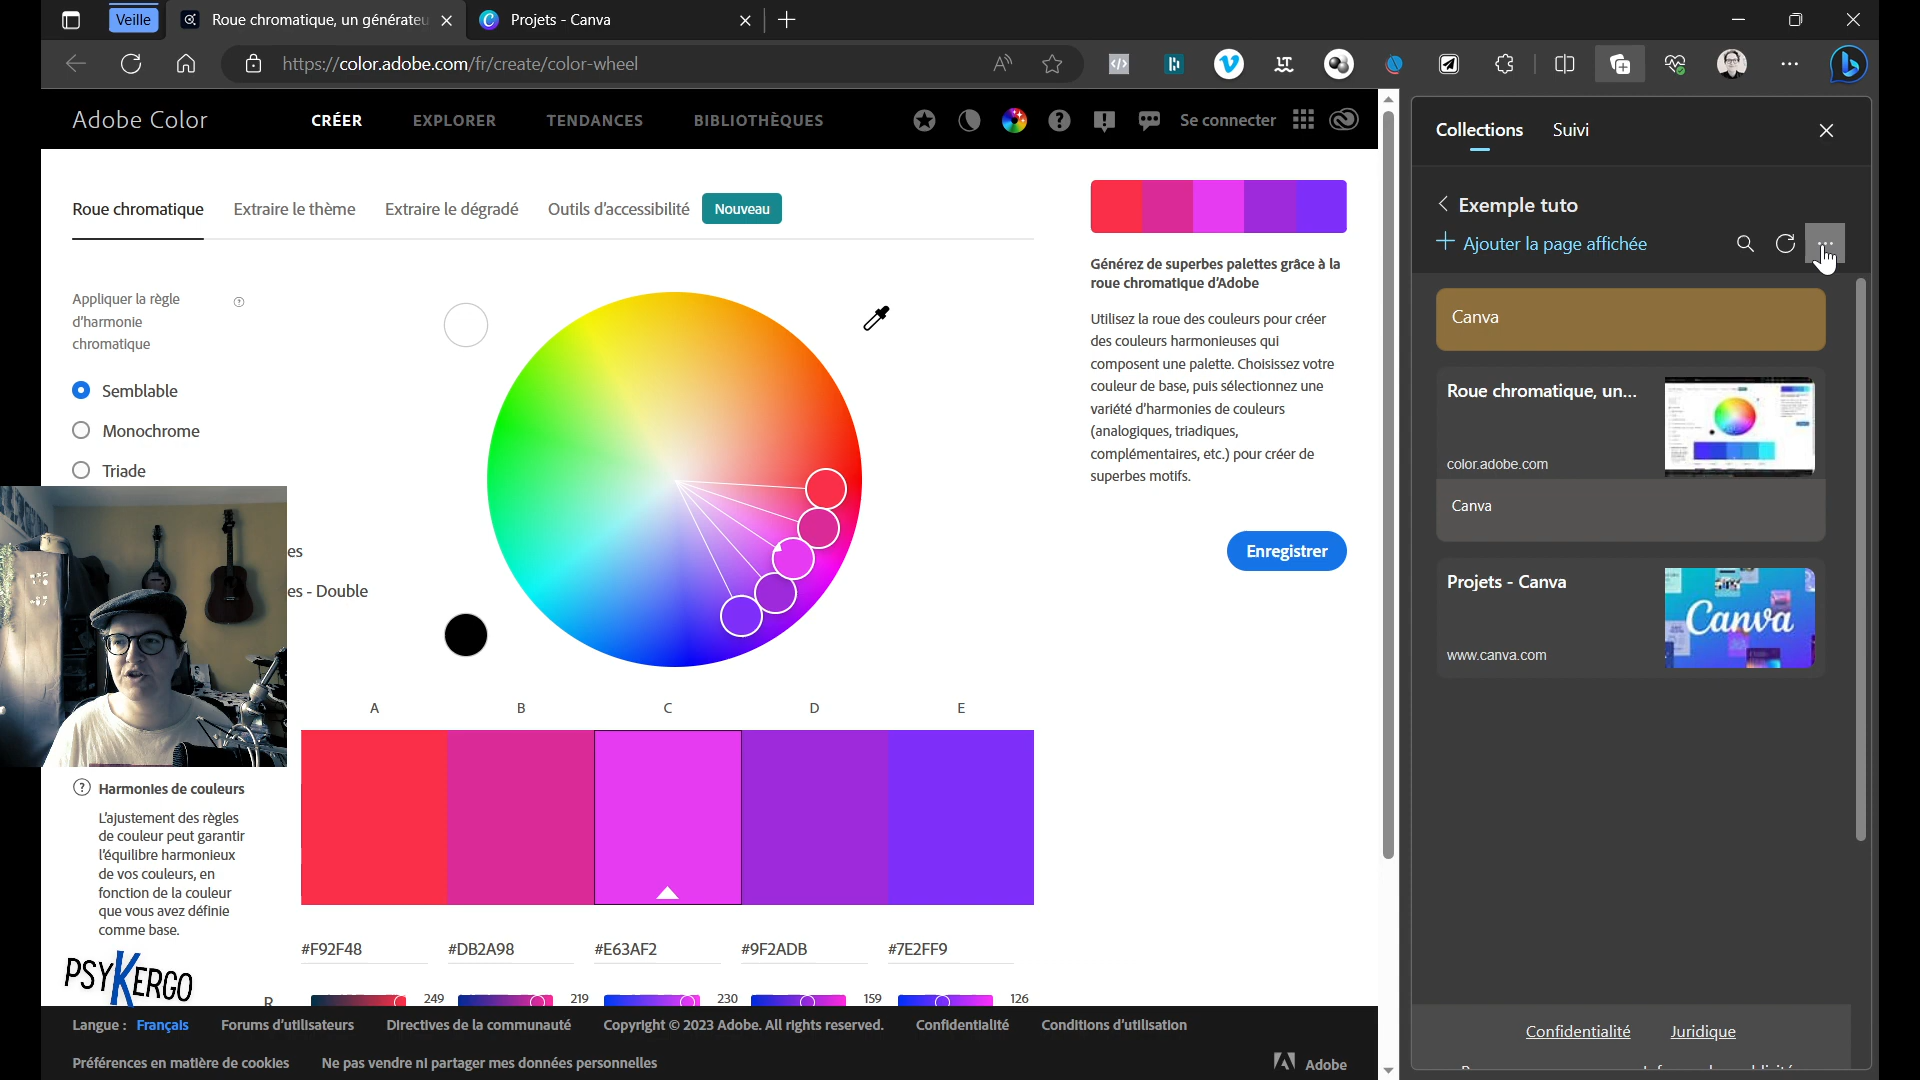 Veille
Roue chromatique, un générateu
Projets - Canva
https://color.adobe.com/fr/create/color-wheel
Adobe Color
CRÉER
EXPLORER
TENDANCES
BIBLIOTHÈQUES
Se connecter
Roue chromatique
Extraire le thème
Extraire le dégradé
Outils d'accessibilité
Nouveau
Appliquer la règle
d'harmonie
chromatique
Semblable
Monochrome
Triade
es
es - Double
A
B
C
D
E
Harmonies de couleurs
L'ajustement des règles
de couleur peut garantir
l'équilibre harmonieux
de vos couleurs, en
fonction de la couleur
que vous avez définie
comme base.
#F92F48
#DB2A98
#E63AF2
#9F2ADB
#7E2FF9
R
249
219
230
159
126
PSYKERGO
Générez de superbes palettes grâce à la
roue chromatique d'Adobe
Utilisez la roue des couleurs pour créer
des couleurs harmonieuses qui
composent une palette. Choisissez votre
couleur de base, puis sélectionnez une
variété d'harmonies de couleurs
(analogiques, triadiques,
complémentaires, etc.) pour créer de
superbes motifs.
Enregistrer
Langue : Français
Forums d'utilisateurs
Directives de la communauté
Copyright © 2023 Adobe. All rights reserved.
Confidentialité
Conditions d'utilisation
Préférences en matière de cookies
Ne pas vendre ni partager mes données personnelles
Adobe
Collections
Suivi
Exemple tuto
Ajouter la page affichée
Canva
Roue chromatique, un...
color.adobe.com
Canva
Projets - Canva
www.canva.com
Canva
Confidentialité
Juridique